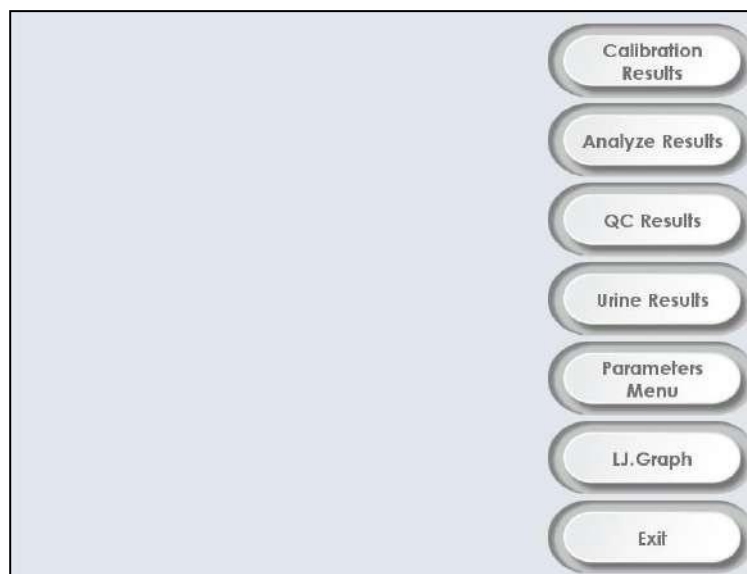 Calibration
Results
Analyze Results
QC Results
Urine Results
Parameters
Menu
LJ.Graph
Exit